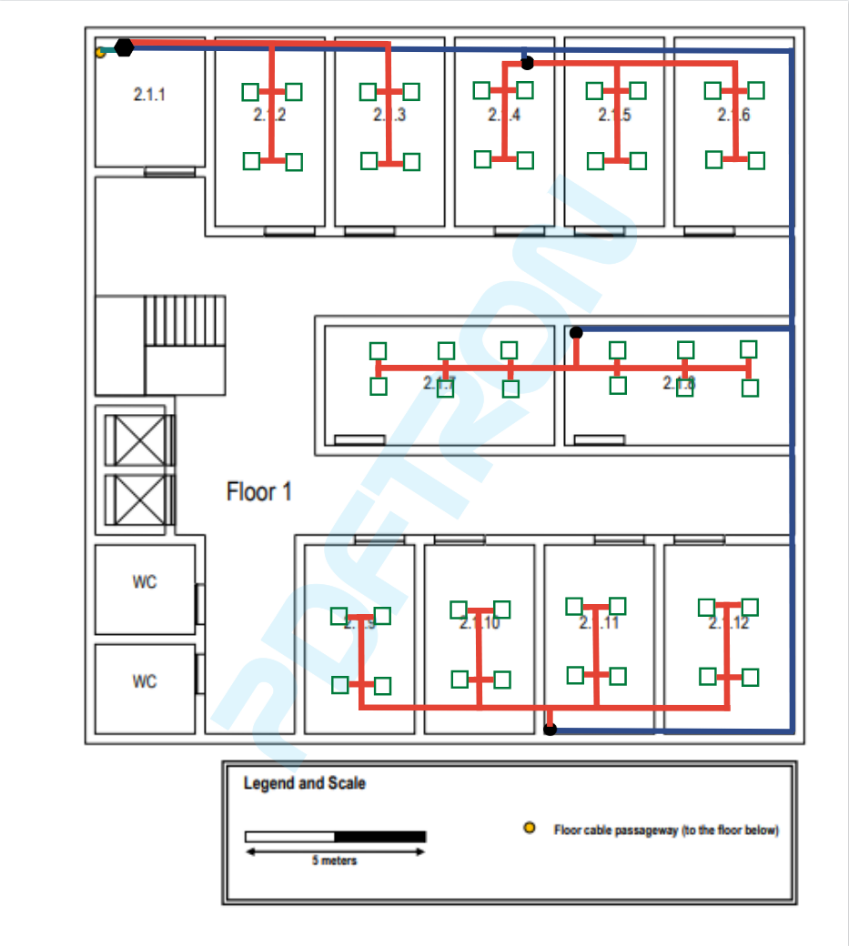 2.1.1
2.1.2
2.1.3
2.1.4
2.1.5
2.1.6
2.1.7
2.1.8
Floor 1
WC
2.1.9
2.1.10
2.1.11
2.1.12
WC
PDFTRON
Legend and Scale
5 meters
Floor cable passageway (to the floor below)